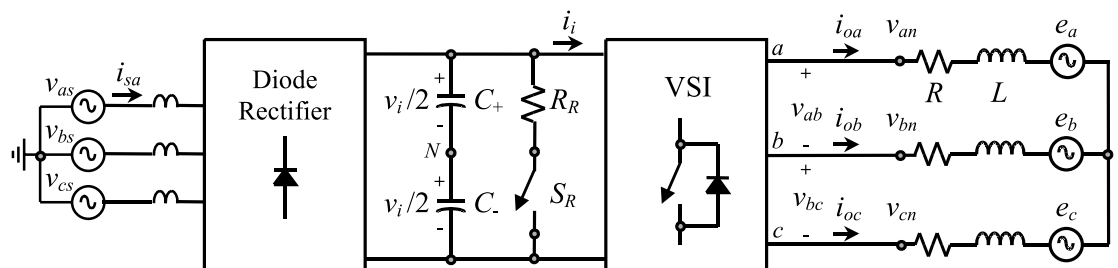 v_as
v_bs
v_cs
i_sa
Diode
Rectifier
+
v_i/2
C_+
-
N
+
v_i/2
C_-
-
R_R
S_R
i_i
VSI
a
+
v_ab
b
-
+
v_bc
c
-
i_oa
v_an
R
L
e_a
i_ob
v_bn
e_b
i_oc
v_cn
e_c